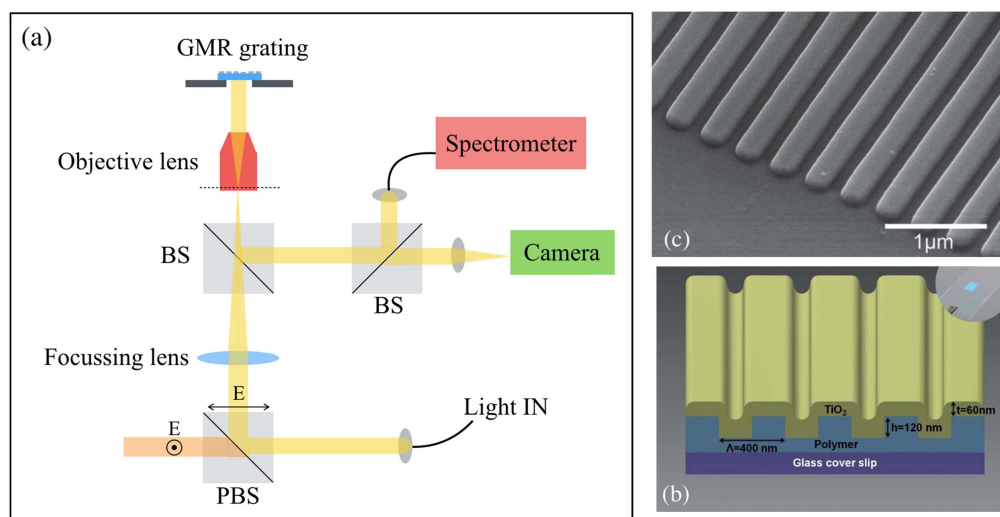 (a)
GMR grating
Objective lens
Spectrometer
Camera
BS
BS
Focussing lens
E
Light IN
E
PBS
(c)
1μm
TiO₂
t=60nm
h=120 nm
Λ=400 nm
Polymer
Glass cover slip
(b)